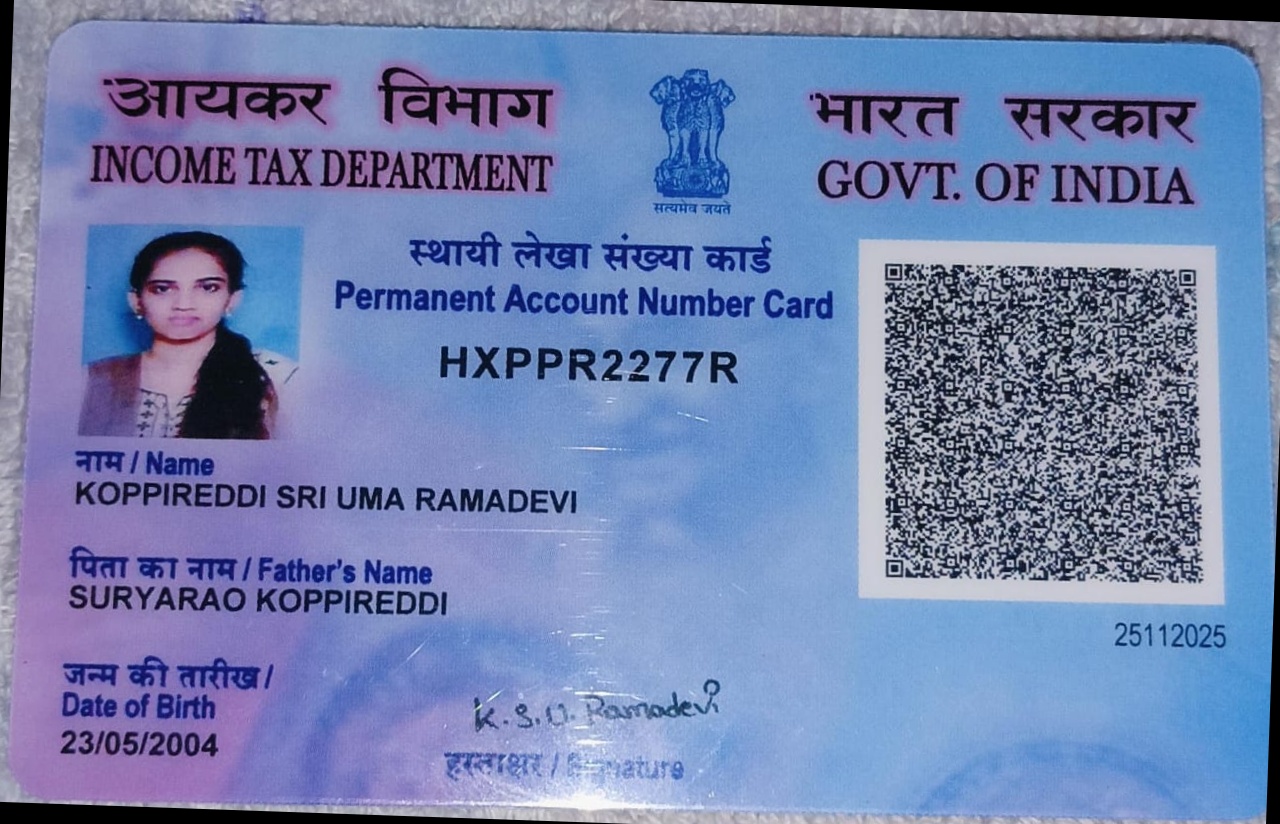 आयकर विभाग
INCOME TAX DEPARTMENT
सत्यमेव जयते
भारत सरकार
GOVT. OF INDIA
स्थायी लेखा संख्या कार्ड
Permanent Account Number Card
HXPPR2277R
नाम / Name
KOPPIREDDI SRI UMA RAMADEVI
पिता का नाम / Father's Name
SURYARAO KOPPIREDDI
25112025
जन्म की तारीख /
Date of Birth
23/05/2004
K. S. U. Ramadevi
हस्ताक्षर / Signature